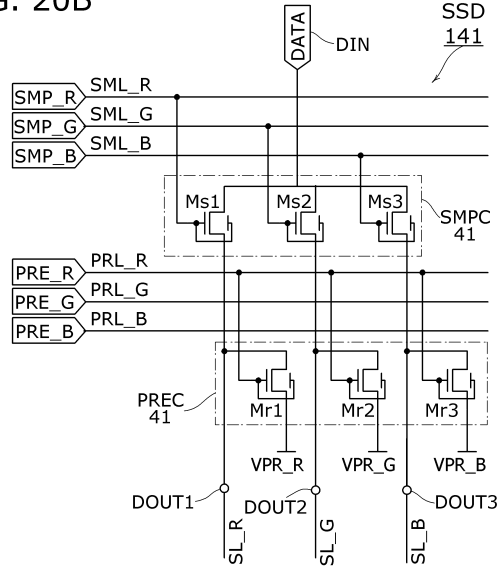 G. 20B
SSD
141
DATA
DIN
SMP_R
SML_R
SMP_G
SML_G
SMP_B
SML_B
Ms1
Ms2
Ms3
SMPC
41
PRE_R
PRL_R
PRE_G
PRL_G
PRE_B
PRL_B
PREC
41
Mr1
Mr2
Mr3
VPR_R
VPR_G
VPR_B
DOUT1
DOUT2
DOUT3
SL_R
SL_G
SL_B